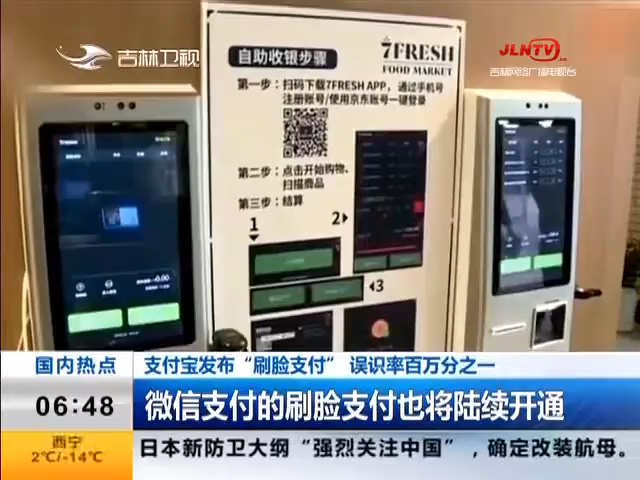 吉林卫视
JLNTV
吉林网络广播电视台
7FRESH
FOOD MARKET
自助收银步骤
第一步：扫码下载7FRESH APP，通过手机号
注册账号/使用京东账号一键登录
第二步：点击开始购物、
扫描商品
第三步：结算
1
2
3
国内热点
支付宝发布“刷脸支付” 误识率百万分之一
06:48
微信支付的刷脸支付也将陆续开通
西宁
2℃/-14℃
日本新防卫大纲“强烈关注中国”，确定改装航母。